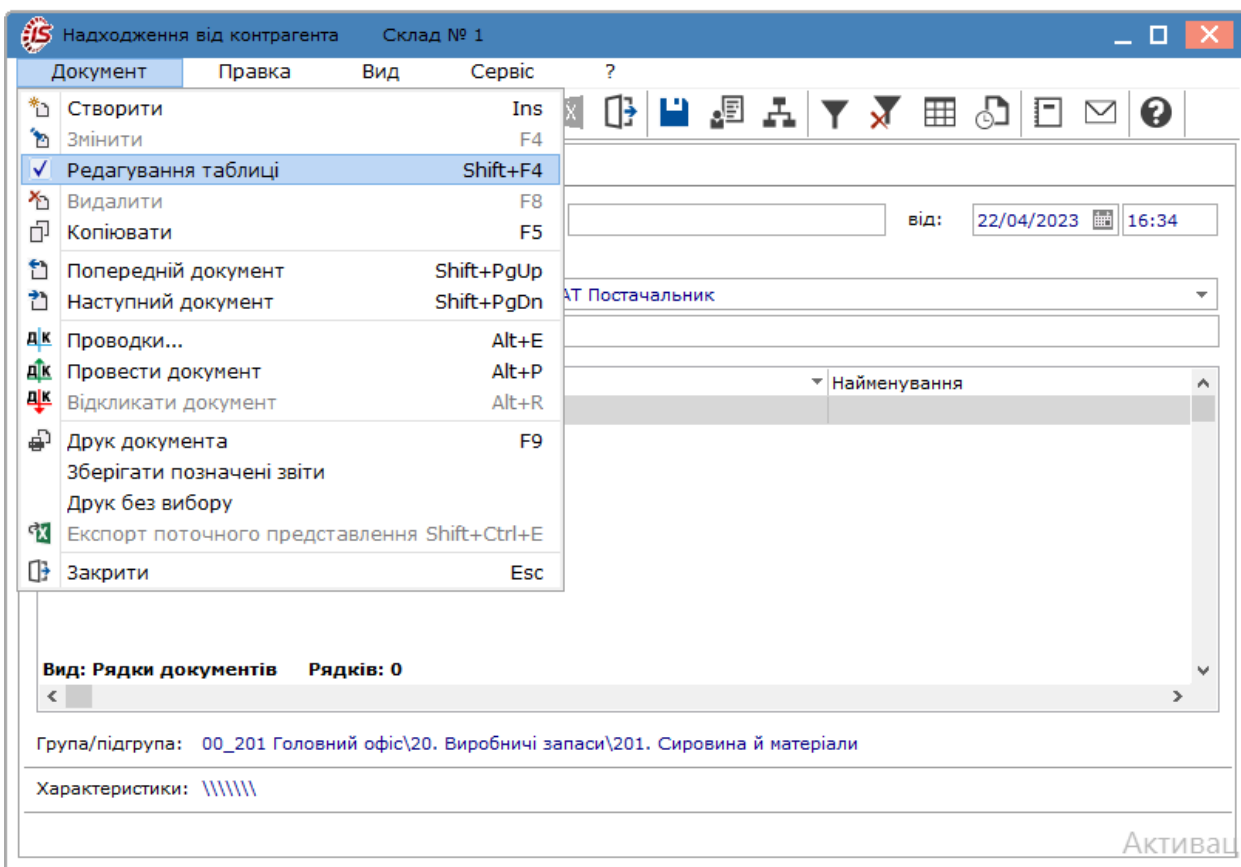 Надходження від контрагента Склад № 1
Документ Правка Вид Сервіс ?
Створити Ins
Змінити F4
Редагування таблиці Shift+F4
Видалити F8
від: 22/04/2023 16:34
Копіювати F5
Попередній документ Shift+PgUp
Наступний документ Shift+PgDn
АТ Постачальник
Проводки... Alt+E
Провести документ Alt+P
Найменування
Відкликати документ Alt+R
Друк документа F9
Зберігати позначені звіти
Друк без вибору
Експорт поточного представлення Shift+Ctrl+E
Закрити Esc
Вид: Рядки документів Рядків: 0
Група/підгрупа: 00_201 Головний офіс\20. Виробничі запаси\201. Сировина й матеріали
Характеристики: \\\\\\\
Активац